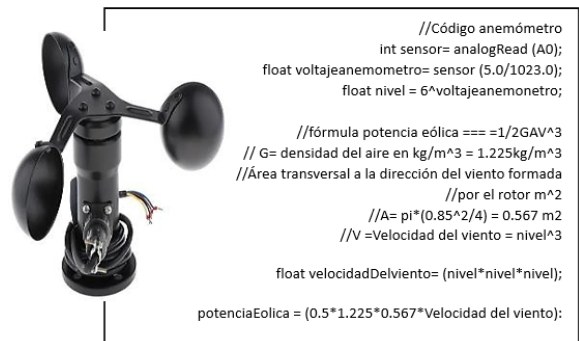 //Código anemómetro
int sensor= analogRead (A0);
float voltajeanemometro= sensor (5.0/1023.0);
float nivel = 6^voltajeanemonetro;
//fórmula potencia eólica === =1/2GAV^3
// G= densidad del aire en kg/m^3 = 1.225kg/m^3
//Área transversal a la dirección del viento formada
//por el rotor m^2
//A= pi*(0.85^2/4) = 0.567 m2
//V =Velocidad del viento = nivel^3
float velocidadDelviento= (nivel*nivel*nivel);
potenciaEolica = (0.5*1.225*0.567*Velocidad del viento):